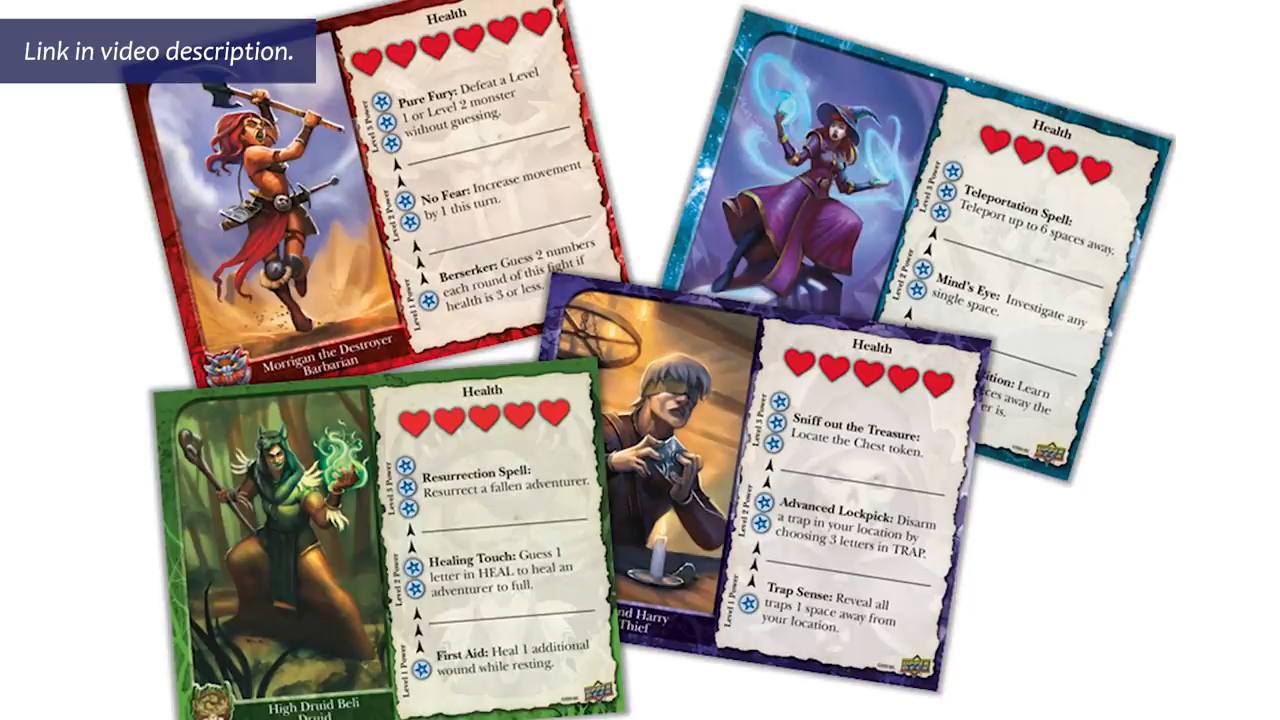 Link in video description.
Health
Level 3 Power
Pure Fury: Defeat a Level
1 or Level 2 monster
without guessing.
Level 2 Power
No Fear: Increase movement
by 1 this turn.
Level 1 Power
Berserker: Guess 2 numbers
each round of this fight if
health is 3 or less.
Morrigan the Destroyer
Barbarian
Health
Level 3 Power
Teleportation Spell:
Teleport up to 6 spaces away.
Level 2 Power
Mind's Eye: Investigate any
single space.
Learn
away the
is.
Health
Level 3 Power
Resurrection Spell:
Resurrect a fallen adventurer.
Level 2 Power
Healing Touch: Guess 1
letter in HEAL to heal an
adventurer to full.
Level 1 Power
First Aid: Heal 1 additional
wound while resting.
High Druid Beli
Druid
Health
Level 3 Power
Sniff out the Treasure:
Locate the Chest token.
Level 2 Power
Advanced Lockpick: Disarm
a trap in your location by
choosing 3 letters in TRAP.
Level 1 Power
Trap Sense: Reveal all
traps 1 space away from
your location.
Harry
Thief